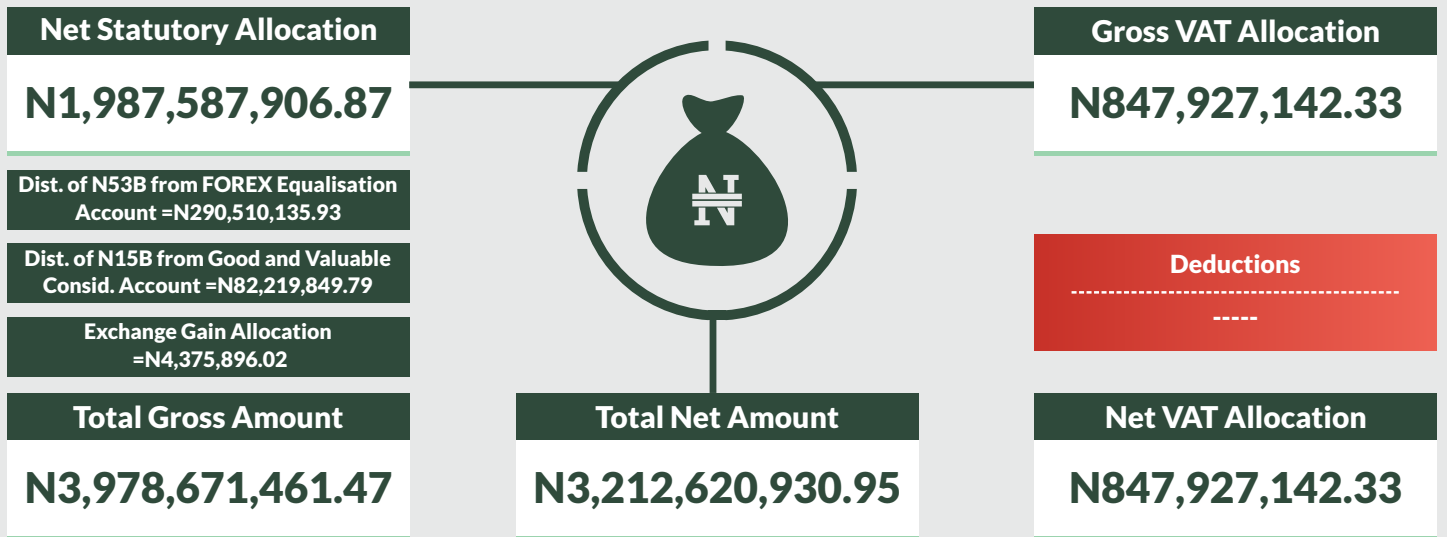 Net Statutory Allocation
N1,987,587,906.87
Dist. of N53B from FOREX Equalisation
Account =N290,510,135.93
Dist. of N15B from Good and Valuable
Consid. Account =N82,219,849.79
Exchange Gain Allocation
=N4,375,896.02
Total Gross Amount
N3,978,671,461.47
₦
Total Net Amount
N3,212,620,930.95
Gross VAT Allocation
N847,927,142.33
Deductions
---------------------------------------------
-----
Net VAT Allocation
N847,927,142.33